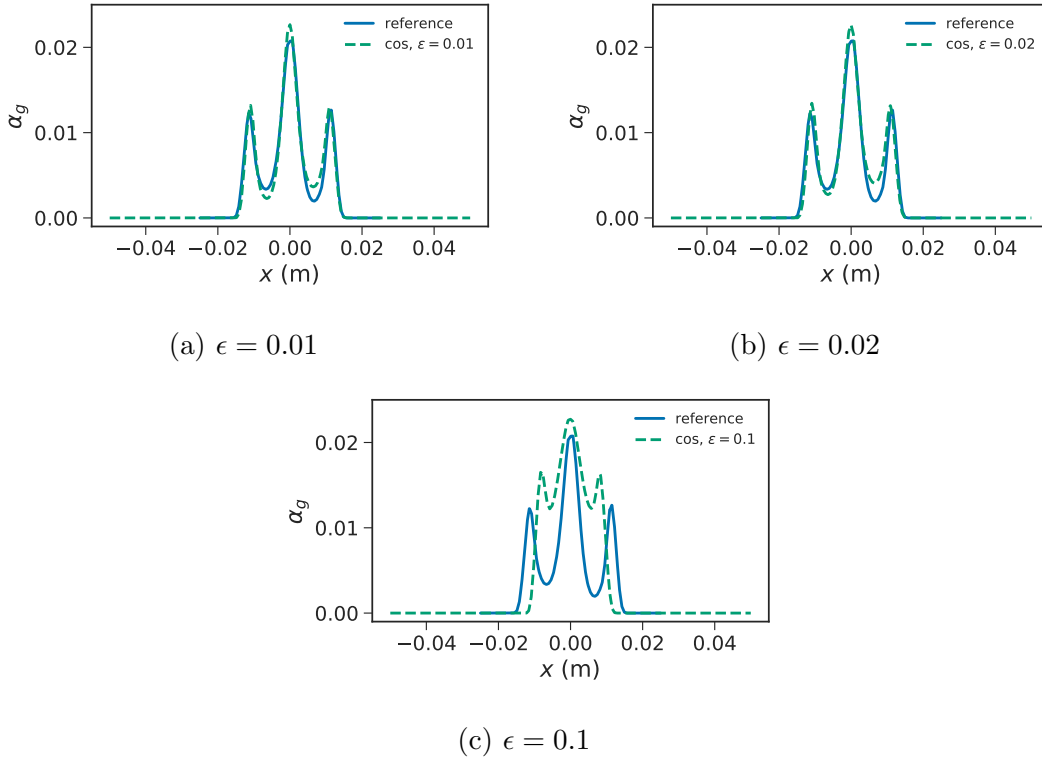 reference
cos, ε = 0.01
0.02
0.01
0.00
α_g
−0.04 −0.02 0.00 0.02 0.04
x (m)
(a) ϵ = 0.01
reference
cos, ε = 0.02
0.02
0.01
0.00
α_g
−0.04 −0.02 0.00 0.02 0.04
x (m)
(b) ϵ = 0.02
reference
cos, ε = 0.1
0.02
0.01
0.00
α_g
−0.04 −0.02 0.00 0.02 0.04
x (m)
(c) ϵ = 0.1